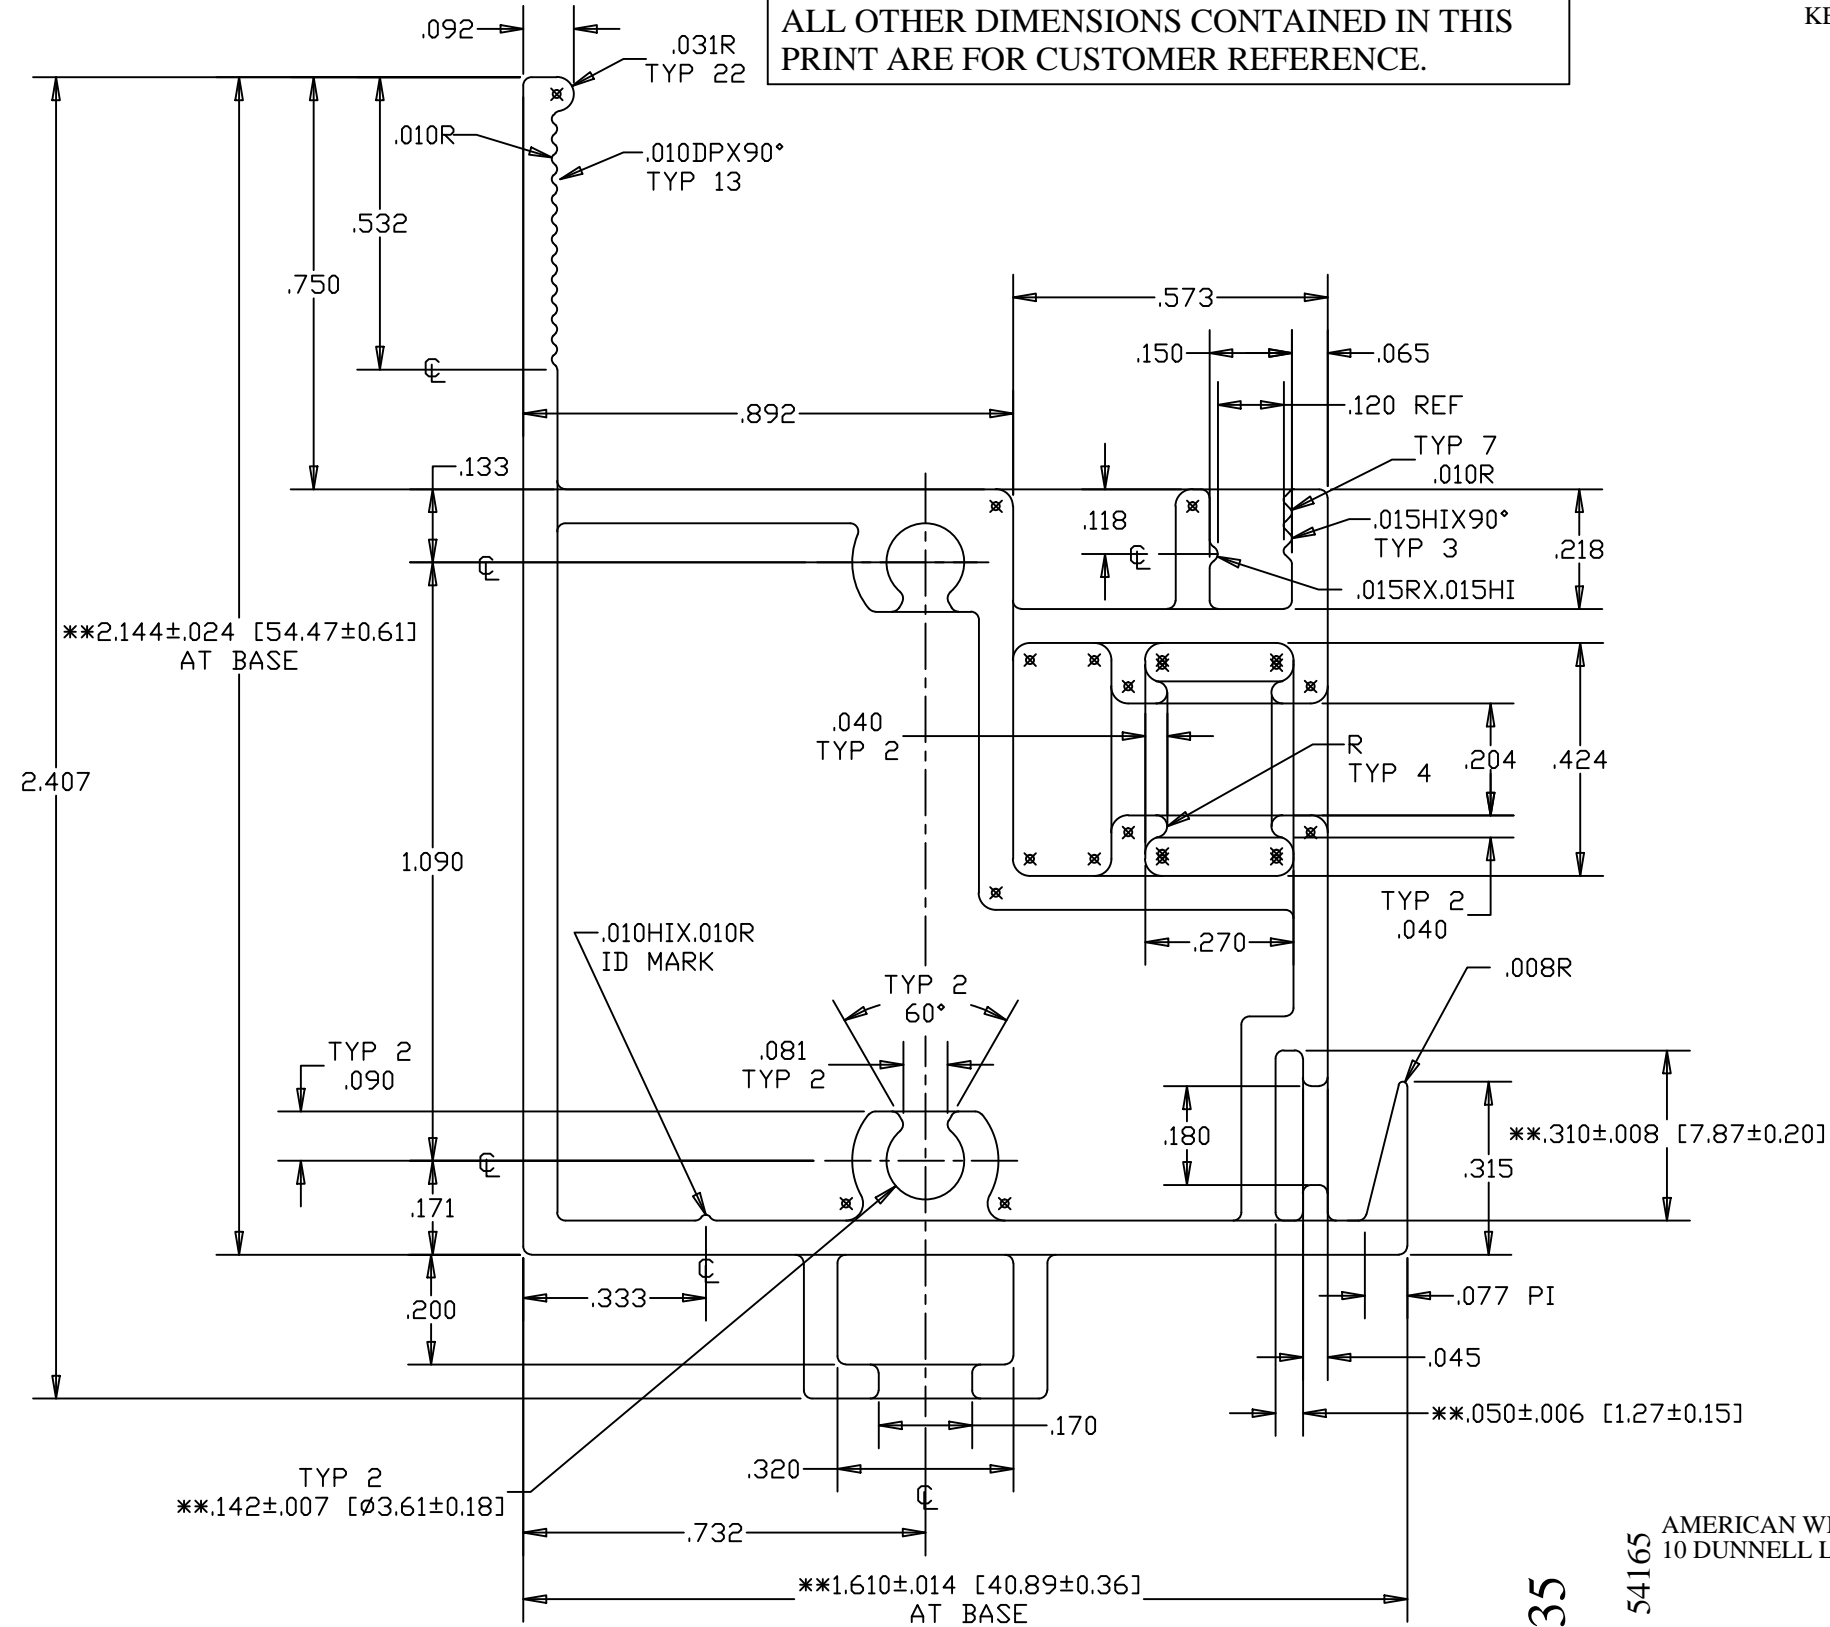 ALL OTHER DIMENSIONS CONTAINED IN THIS
PRINT ARE FOR CUSTOMER REFERENCE.
.092
.031R
TYP 22
.010R
.010DPX90°
TYP 13
.532
.750
.573
.150
.065
.120 REF
.892
TYP 7
.010R
.133
.118
.015HIX90°
TYP 3
.218
.015RX.015HI
**2.144±.024 [54.47±0.61]
AT BASE
.040
TYP 2
R
TYP 4
.204
.424
2.407
1.090
TYP 2
.040
.270
.010HIX.010R
ID MARK
.008R
TYP 2
60°
TYP 2
.090
.081
TYP 2
.180
**.310±.008 [7.87±0.20]
.315
.171
.333
.200
.077 PI
.045
**.050±.006 [1.27±0.15]
.170
.320
TYP 2
**.142±.007 [Ø3.61±0.18]
.732
**1.610±.014 [40.89±0.36]
AT BASE
35
54165
AMERICAN
10 DUNNELL